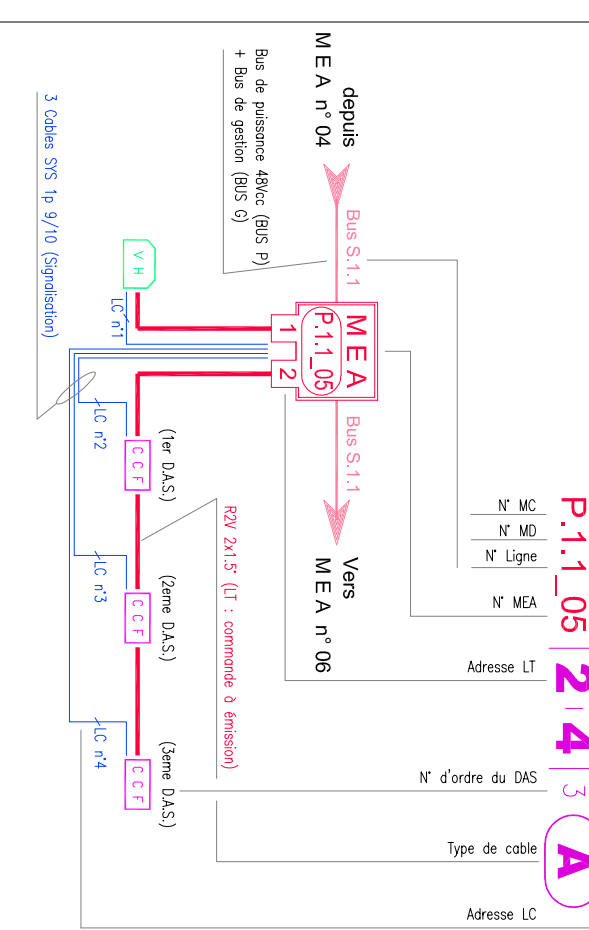 depuis
M E A n° 04
Bus de puissance 48Vcc (BUS P)
+ Bus de gestion (BUS G)
3 Cables SYS 1p 9/10 (Signalisation)
Bus S.1.1
M E A
P.1.1_05
1
2
Bus S.1.1
Vers
M E A n° 06
V H
LC n°1
LC n°2
LC n°3
LC n°4
C C F
(1er D.A.S.)
C C F
(2eme D.A.S.)
C C F
(3eme D.A.S.)
R2V 2x1.5° (LT : commande à émission)
P.1.1_05 | 2 | 4 | 3 A
N° MC
N° MD
N° Ligne
N° MEA
Adresse LT
N° d'ordre du DAS
Type de cable
Adresse LC